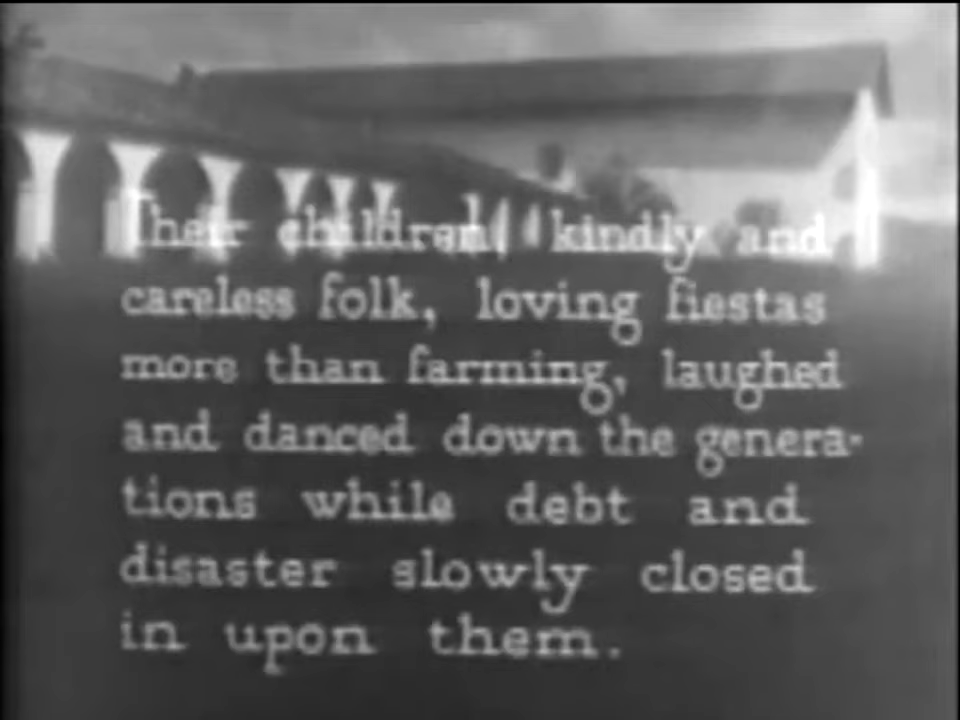 Their children, kindly and
careless folk, loving fiestas
more than farming, laughed
and danced down the genera-
tions while debt and
disaster slowly closed
in upon them.